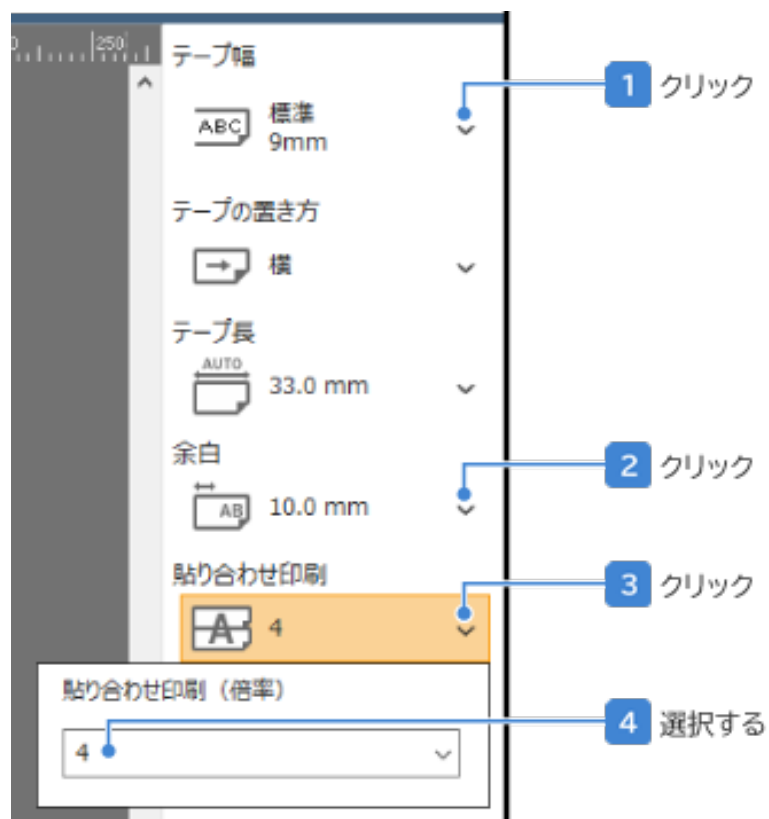 250
テープ幅
ABC 標準
9mm
1 クリック
テープの置き方
横
テープ長
AUTO
33.0 mm
余白
AB 10.0 mm
2 クリック
貼り合わせ印刷
A 4
3 クリック
貼り合わせ印刷（倍率）
4
4 選択する